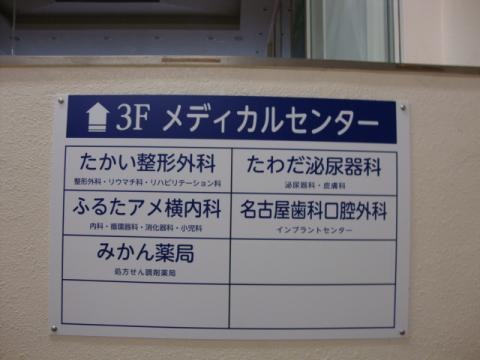 3F メディカルセンター
たかい整形外科
整形外科・リウマチ科・リハビリテーション科
たわだ泌尿器科
泌尿器科・皮膚科
ふるたアメ横内科
内科・循環器科・消化器科・小児科
名古屋歯科口腔外科
インプラントセンター
みかん薬局
処方せん調剤薬局